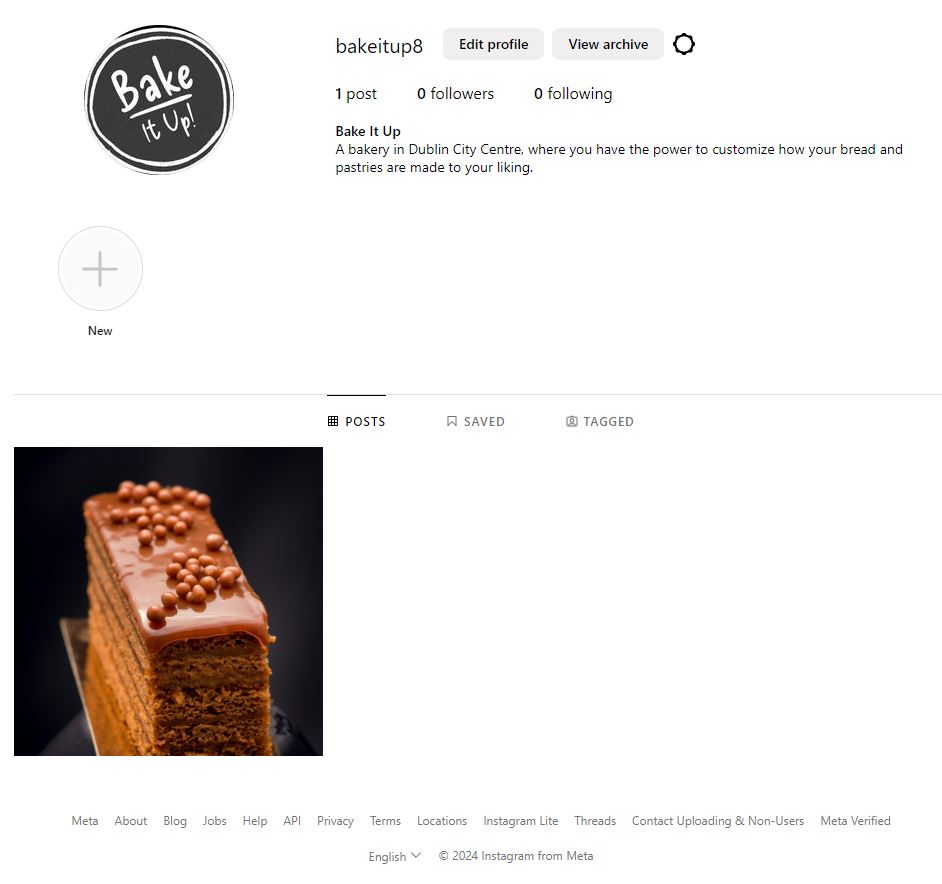 Bake
It Up!
bakeitup8 Edit profile View archive
1 post 0 followers 0 following
Bake It Up
A bakery in Dublin City Centre, where you have the power to customize how your bread and
pastries are made to your liking.
New
POSTS SAVED TAGGED
Meta About Blog Jobs Help API Privacy Terms Locations Instagram Lite Threads Contact Uploading & Non-Users Meta Verified
English © 2024 Instagram from Meta